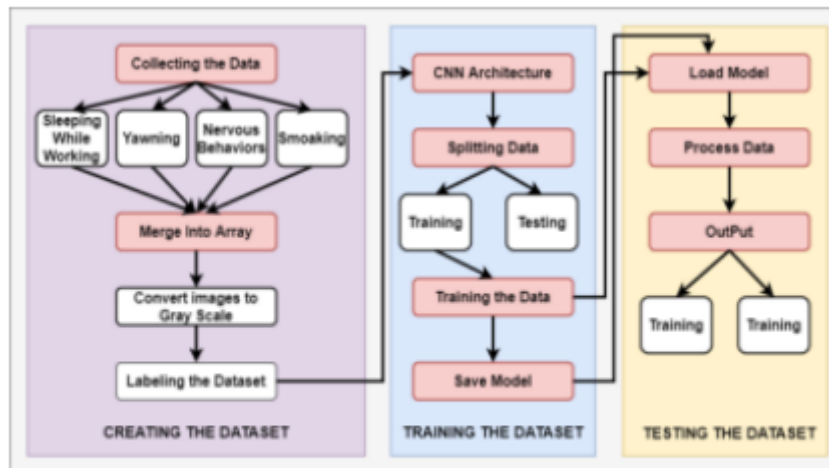 Collecting the Data
Sleeping
While
Working
Yawning
Nervous
Behaviors
Smoaking
Merge Into Array
Convert images to
Gray Scale
Labeling the Dataset
CREATING THE DATASET
CNN Architecture
Splitting Data
Training
Testing
Training the Data
Save Model
TRAINING THE DATASET
Load Model
Process Data
OutPut
Training
Training
TESTING THE DATASET